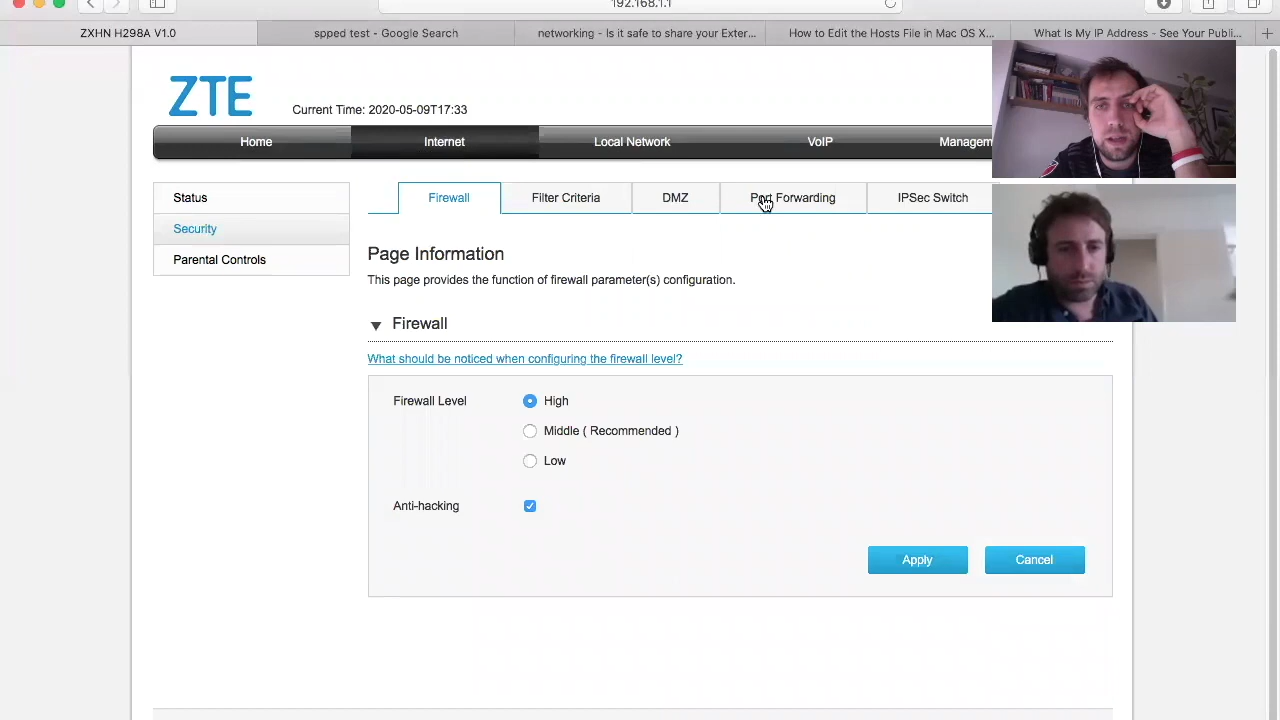 192.168.1.1
ZXHN H298A V1.0
spped test - Google Search
networking - Is it safe to share your Exter...
How to Edit the Hosts File in Mac OS X...
What Is My IP Address - See Your Publi...
ZTE
Current Time: 2020-05-09T17:33
Home
Internet
Local Network
VoIP
Managem
Status
Security
Parental Controls
Firewall
Filter Criteria
DMZ
Port Forwarding
IPSec Switch
Page Information
This page provides the function of firewall parameter(s) configuration.
Firewall
What should be noticed when configuring the firewall level?
Firewall Level
High
Middle ( Recommended )
Low
Anti-hacking
Apply
Cancel